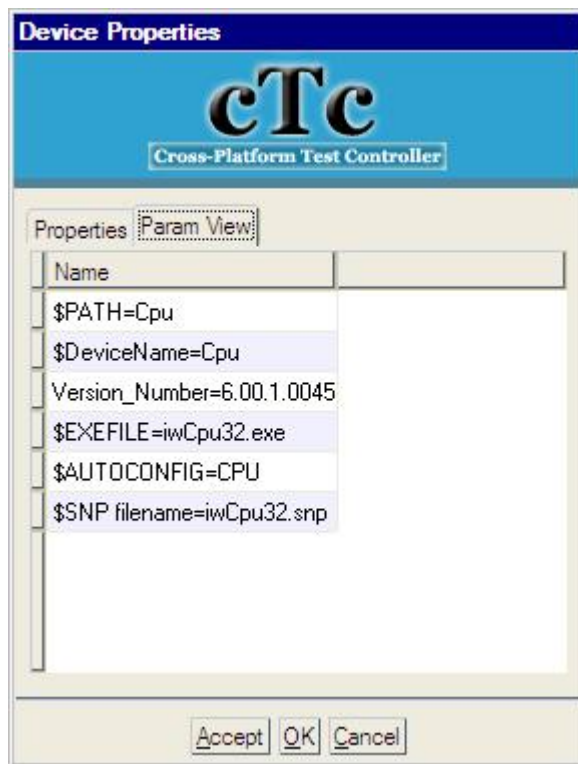 Device Properties
cTc
Cross-Platform Test Controller
Properties Param View
Name
$PATH=Cpu
$DeviceName=Cpu
Version_Number=6.00.1.0045
$EXEFILE=iwCpu32.exe
$AUTOCONFIG=CPU
$SNP filename=iwCpu32.snp
Accept OK Cancel